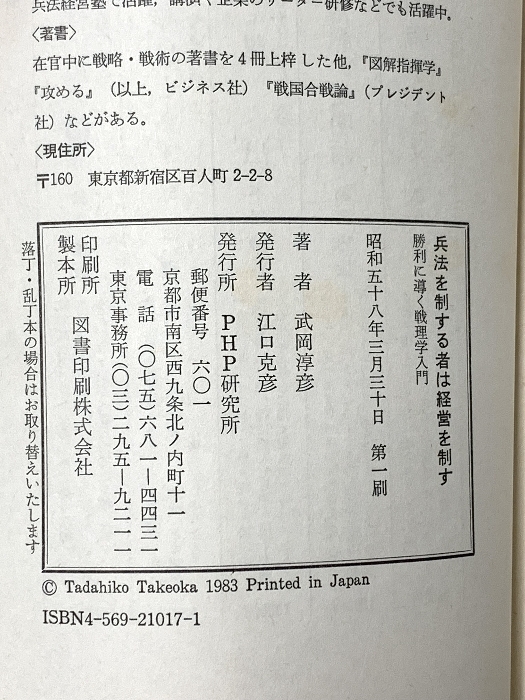 兵法経営塾で活躍，講演や企業のリーダー研修などでも活躍中。
〈著書〉
在官中に戦略・戦術の著書を4冊上梓した他，『図解指揮学』
『攻める』（以上，ビジネス社）『戦国合戦論』（プレジデント
社）などがある。
〈現住所〉
〒160 東京都新宿区百人町2-2-8
兵法を制する者は経営を制す
勝利に導く戦理学入門
昭和五十八年三月三十日 第一刷
著者 武岡淳彦
発行者 江口克彦
発行所 PHP研究所
郵便番号 六〇一
京都市南区西九条北ノ内町十一
電話（〇七五）六八一―四四三一
東京事務所（〇三）二九五―九二一一
印刷所
製本所 図書印刷株式会社
落丁・乱丁本の場合はお取り替えいたします
© Tadahiko Takeoka 1983 Printed in Japan
ISBN4-569-21017-1